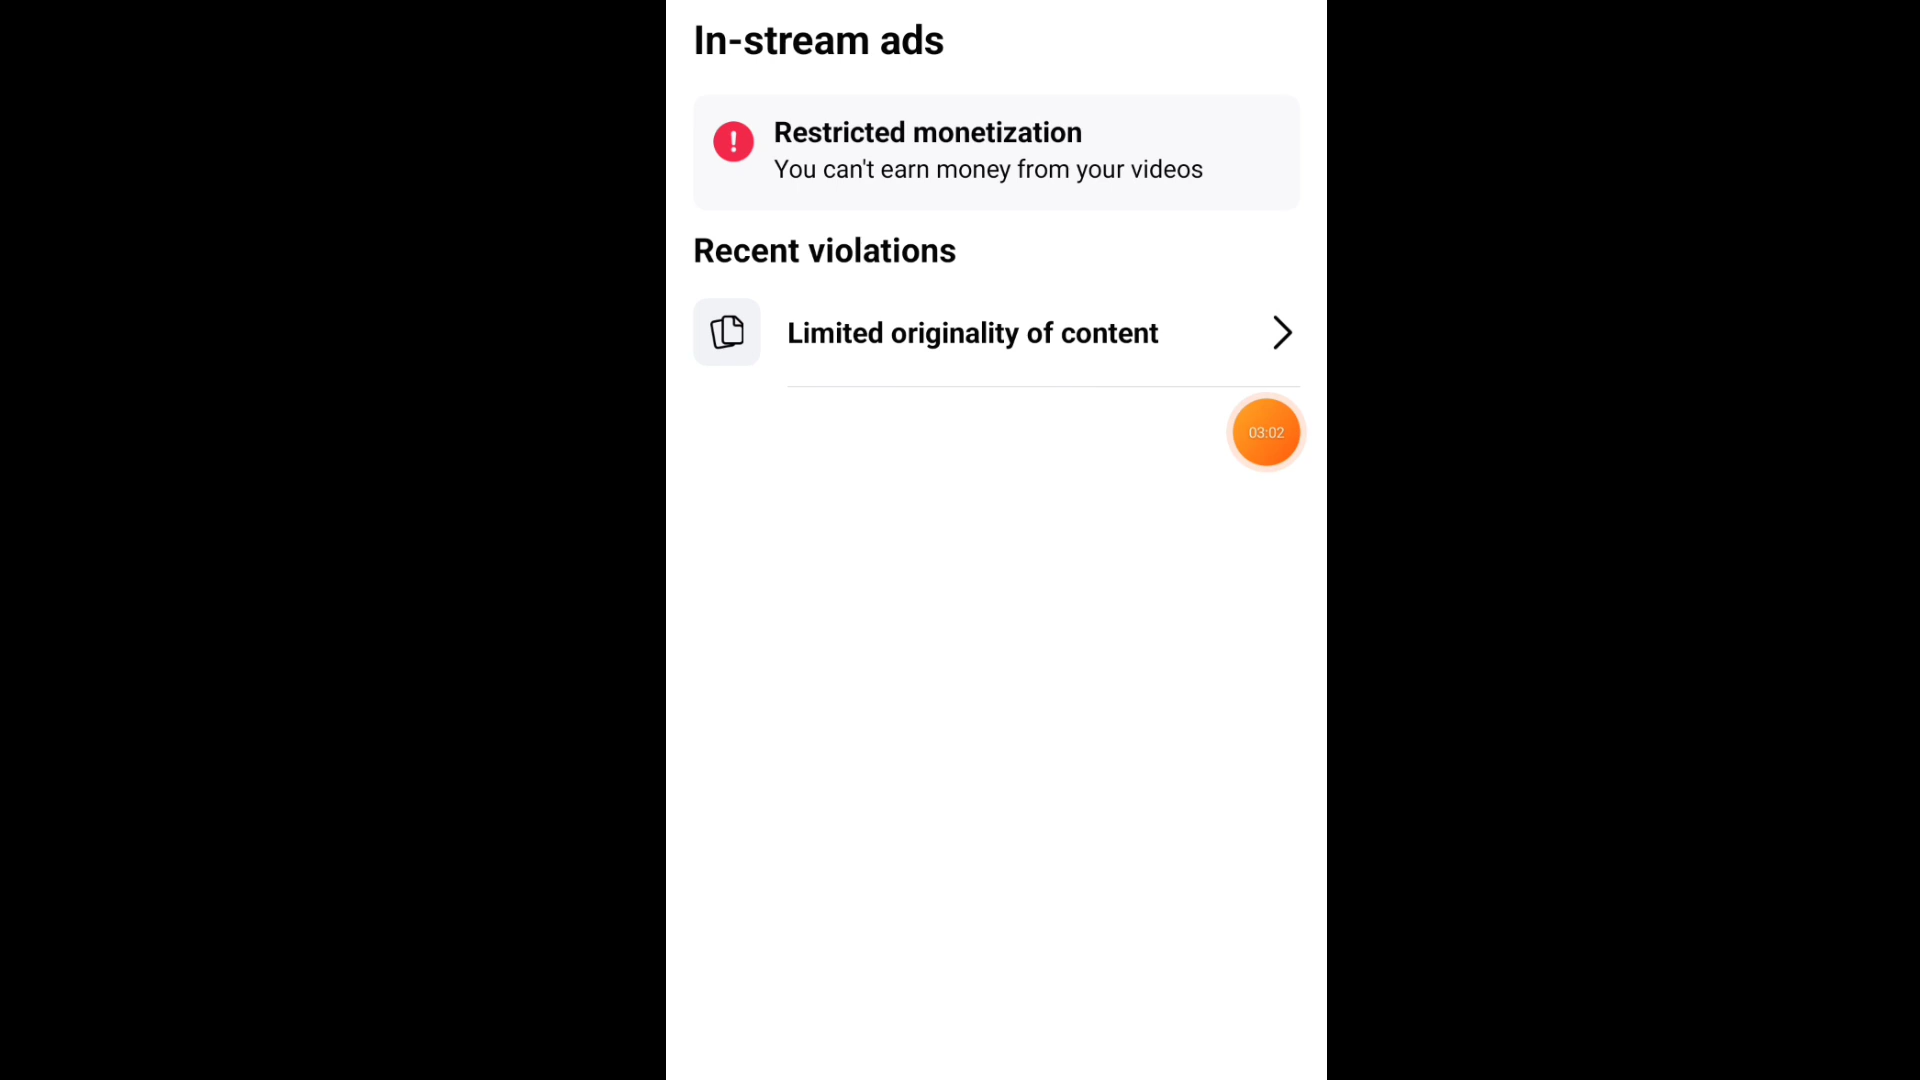 In-stream ads
Restricted monetization
You can't earn money from your videos
Recent violations
Limited originality of content
03:02